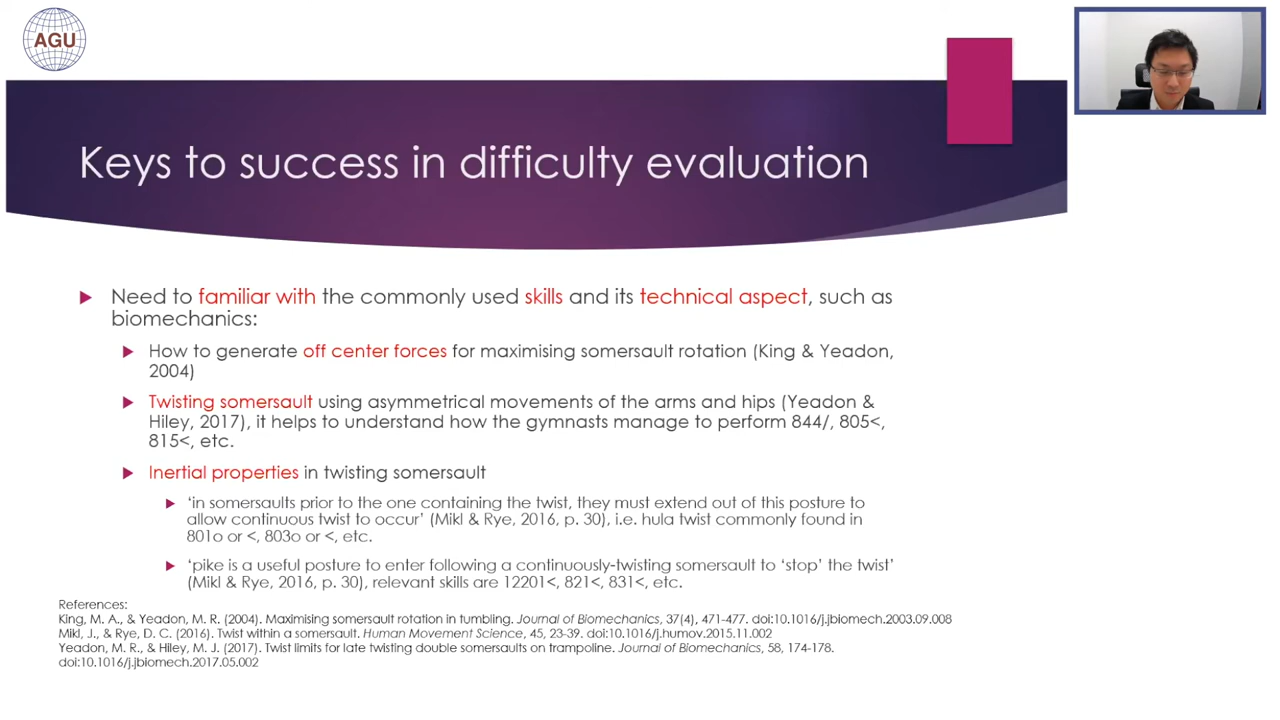 AGU
Keys to success in difficulty evaluation
Need to familiar with the commonly used skills and its technical aspect, such as
biomechanics:
How to generate off center forces for maximising somersault rotation (King & Yeadon,
2004)
Twisting somersault using asymmetrical movements of the arms and hips (Yeadon &
Hiley, 2017), it helps to understand how the gymnasts manage to perform 844/, 805<,
815<, etc.
Inertial properties in twisting somersault
‘in somersaults prior to the one containing the twist, they must extend out of this posture to
allow continuous twist to occur’ (Mikl & Rye, 2016, p. 30), i.e. hula twist commonly found in
801o or <, 803o or <, etc.
‘pike is a useful posture to enter following a continuously-twisting somersault to ‘stop’ the twist’
(Mikl & Rye, 2016, p. 30), relevant skills are 12201<, 821<, 831<, etc.
References:
King, M. A., & Yeadon, M. R. (2004). Maximising somersault rotation in tumbling. Journal of Biomechanics, 37(4), 471-477. doi:10.1016/j.jbiomech.2003.09.008
Mikl, J., & Rye, D. C. (2016). Twist within a somersault. Human Movement Science, 45, 23-39. doi:10.1016/j.humov.2015.11.002
Yeadon, M. R., & Hiley, M. J. (2017). Twist limits for late twisting double somersaults on trampoline. Journal of Biomechanics, 58, 174-178.
doi:10.1016/j.jbiomech.2017.05.002